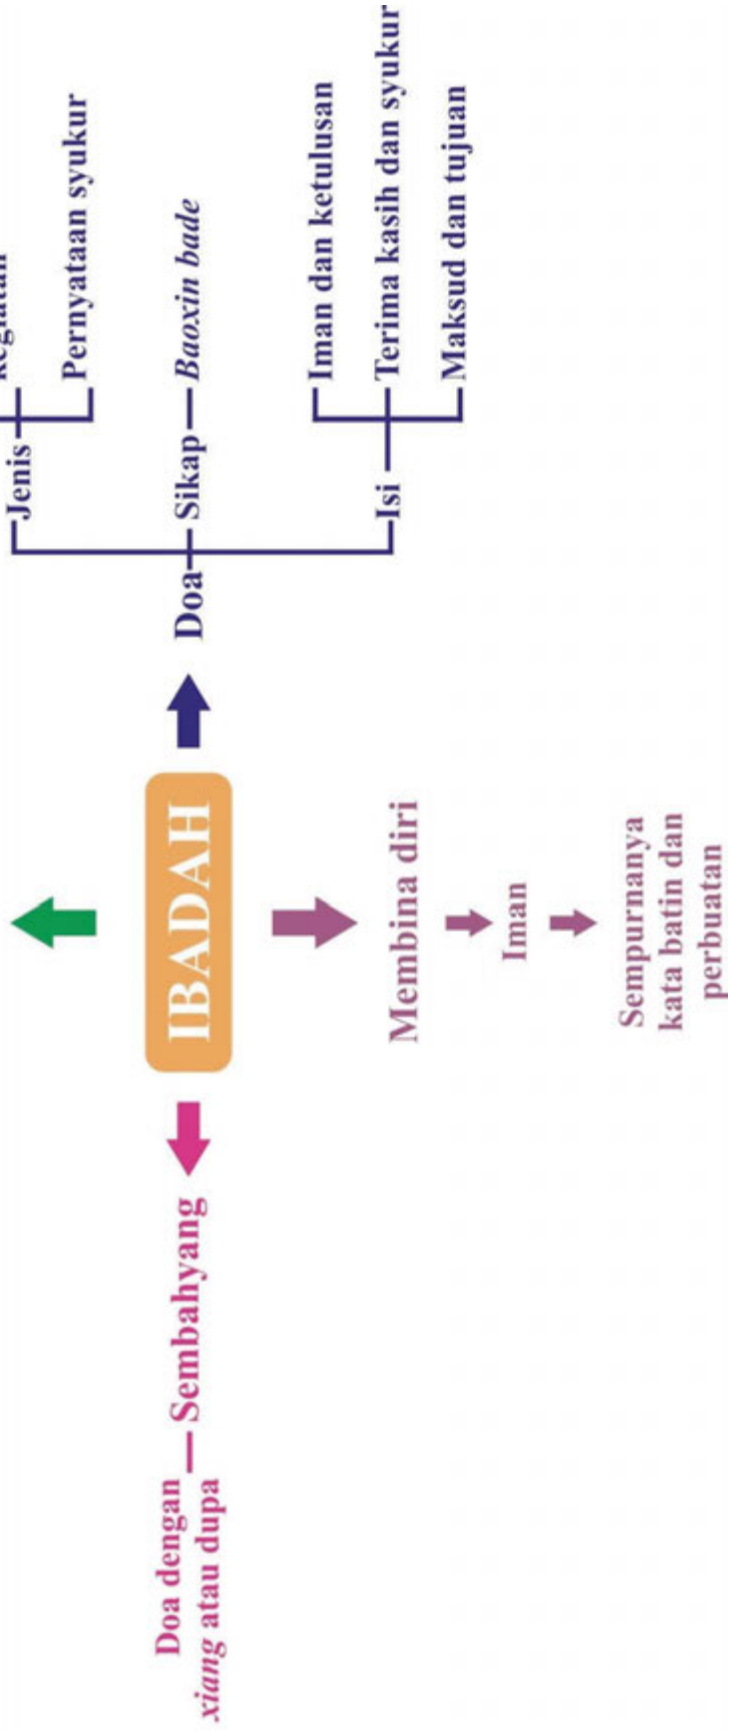 Pernyataan syukur
Jenis
Doa
Sikap
Baoxin bade
Isi
Iman dan ketulusan
Terima kasih dan syukur
Maksud dan tujuan
IBADAH
Membina diri
Iman
Sempurnanya
kata batin dan
perbuatan
Sembahyang
Doa dengan
xiang atau dupa